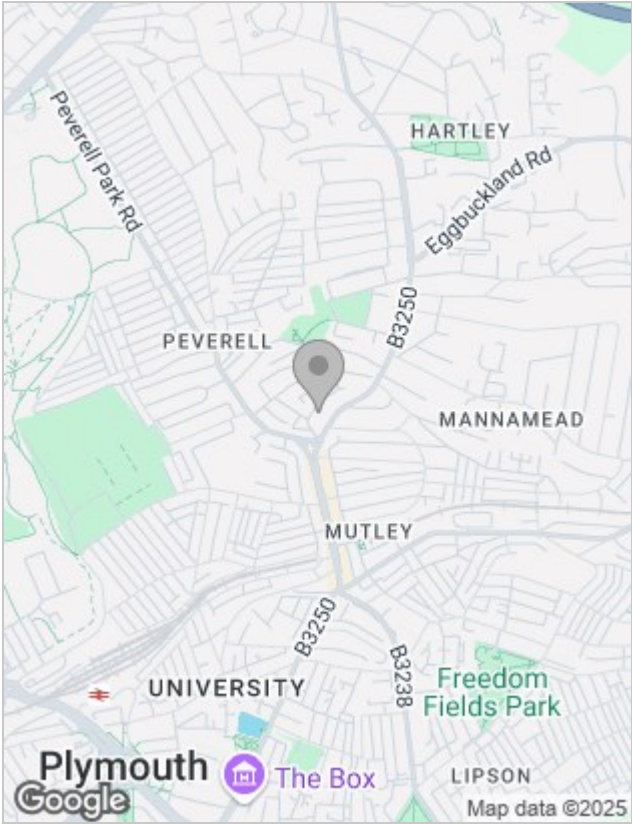 HARTLEY
Peverell Park Rd
Eggbuckland Rd
B3250
PEVERELL
MANNAMEAD
MUTLEY
B3250
B3238
Freedom
Fields Park
UNIVERSITY
Plymouth
The Box
LIPSON
Google
Map data ©2025